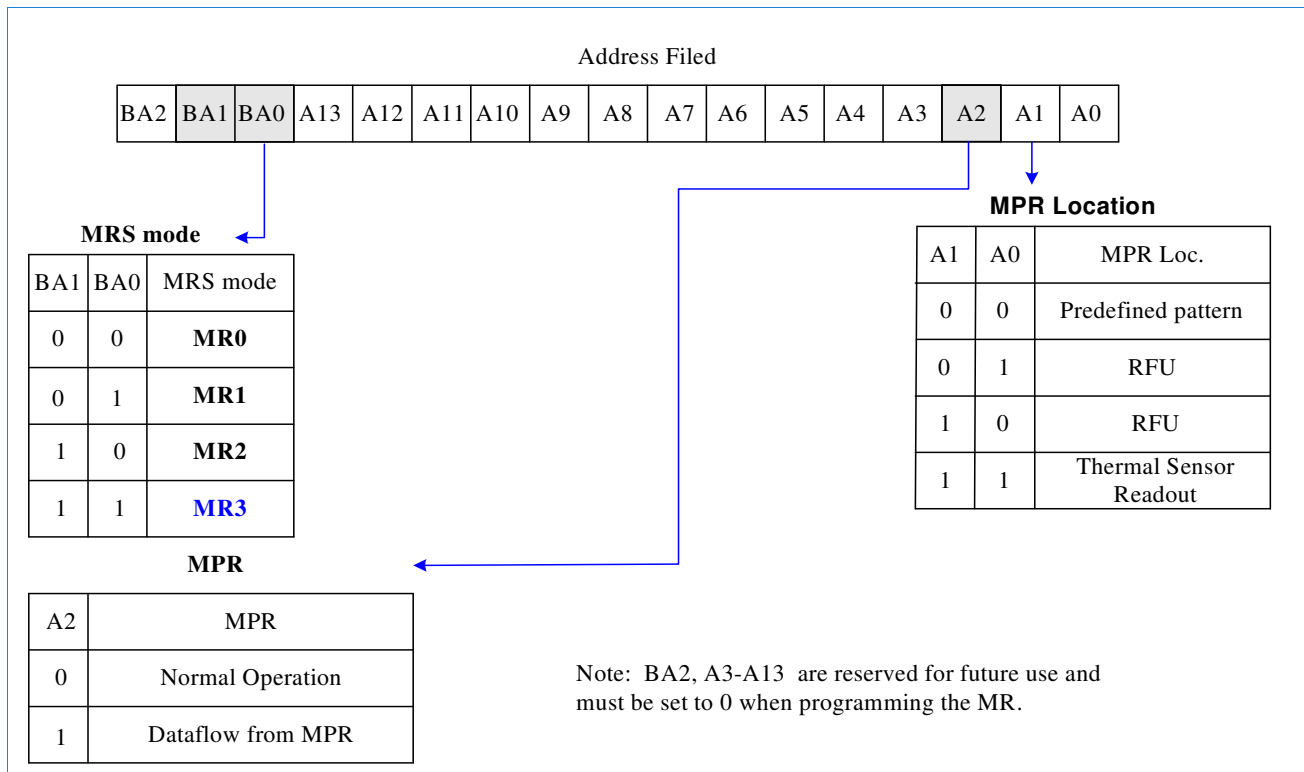 Address Filed
BA2 BA1 BA0 A13 A12 A11 A10 A9 A8 A7 A6 A5 A4 A3 A2 A1 A0
MRS mode
BA1 BA0 MRS mode
0 0 MR0
0 1 MR1
1 0 MR2
1 1 MR3
MPR Location
A1 A0 MPR Loc.
0 0 Predefined pattern
0 1 RFU
1 0 RFU
1 1 Thermal Sensor
Readout
MPR
A2 MPR
0 Normal Operation
1 Dataflow from MPR
Note: BA2, A3-A13 are reserved for future use and
must be set to 0 when programming the MR.